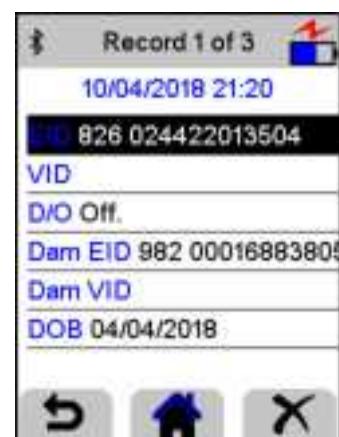 Record 1 of 3
10/04/2018 21:20
EID 826 024422013504
VID
D/O Off.
Dam EID 982 00016883805
Dam VID
DOB 04/04/2018